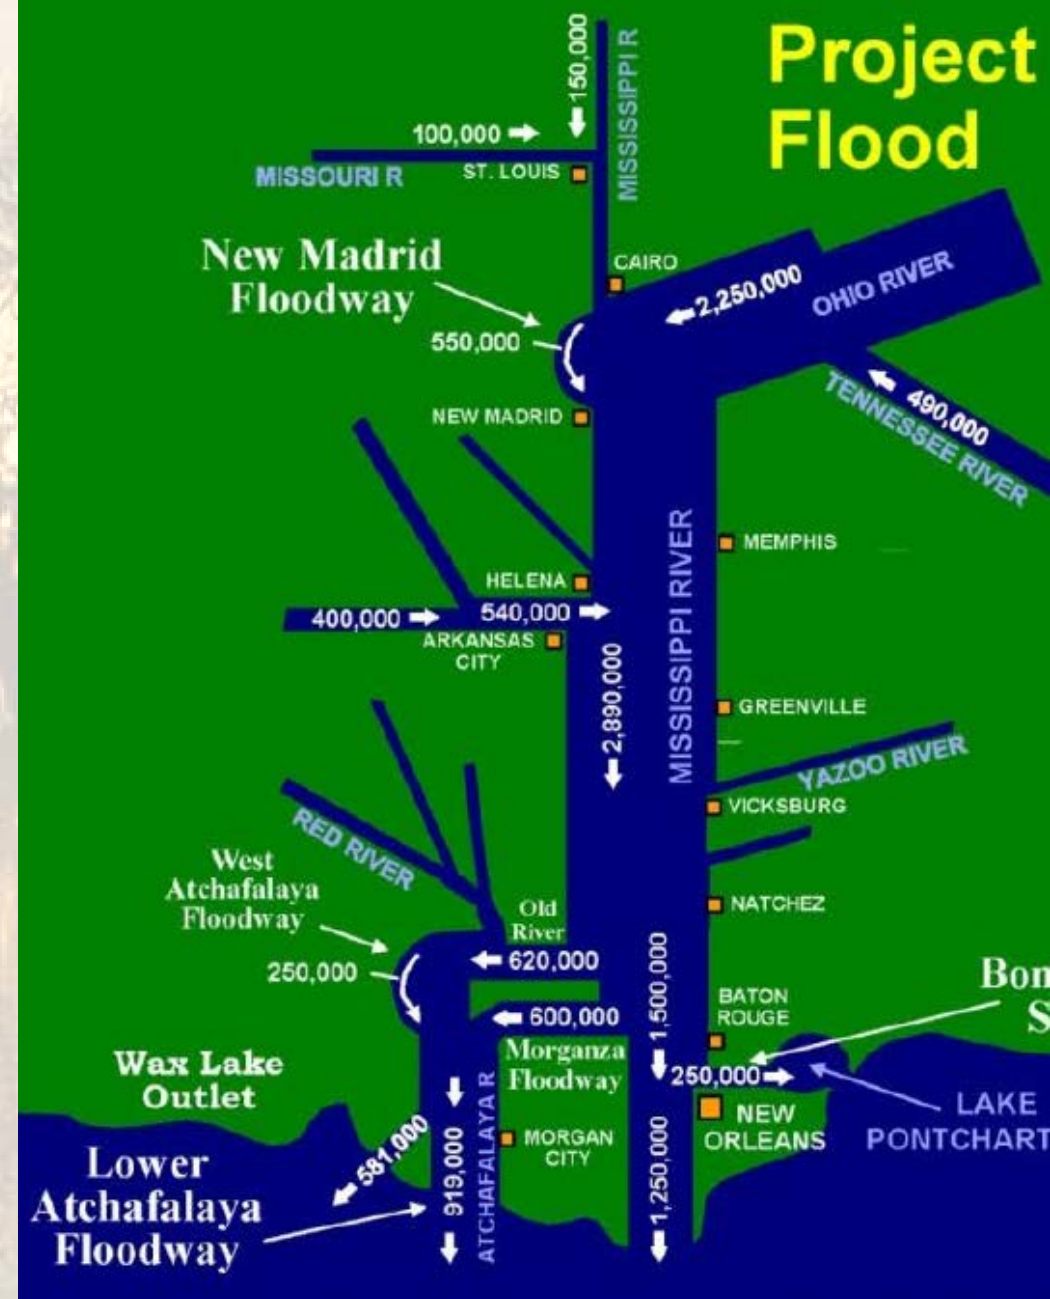 Project
Flood
150,000
MISSISSIPPI R
100,000
MISSOURI R
ST. LOUIS
New Madrid
Floodway
CAIRO
2,250,000
OHIO RIVER
550,000
490,000
TENNESSEE RIVER
NEW MADRID
MISSISSIPPI RIVER
MEMPHIS
HELENA
400,000
540,000
ARKANSAS
CITY
2,890,000
GREENVILLE
YAZOO RIVER
VICKSBURG
RED RIVER
West
Atchafalaya
Floodway
250,000
Old
River
NATCHEZ
620,000
1,500,000
BATON
ROUGE
Bon
S
600,000
Morganza
Floodway
250,000
Wax Lake
Outlet
NEW
ORLEANS
LAKE
PONTCHART
MORGAN
CITY
581,000
919,000
ATCHAFALAYA R
1,250,000
Lower
Atchafalaya
Floodway